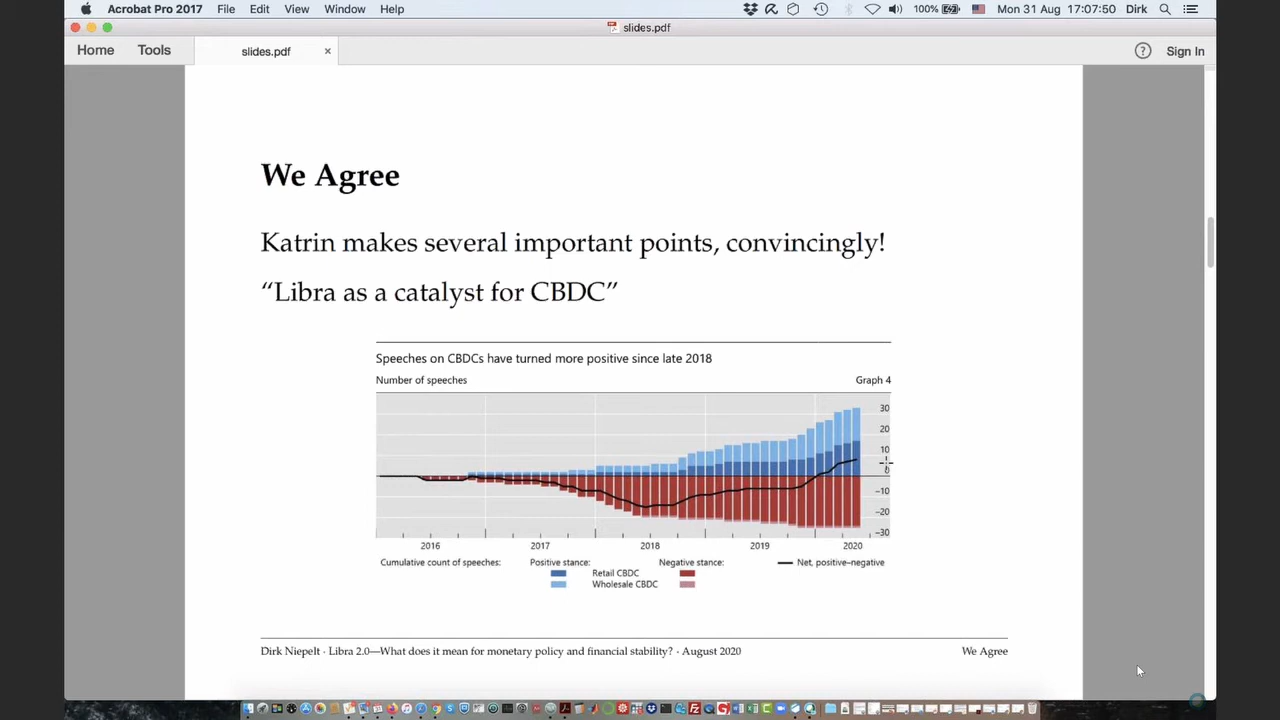 Acrobat Pro 2017 File Edit View Window Help 100% Mon 31 Aug 17:07:50 Dirk
slides.pdf
Home Tools slides.pdf × ? Sign In
We Agree
Katrin makes several important points, convincingly!
“Libra as a catalyst for CBDC”
Speeches on CBDCs have turned more positive since late 2018
Number of speeches Graph 4
30
20
10
0
–10
–20
–30
2016 2017 2018 2019 2020
Cumulative count of speeches: Positive stance: Negative stance: Net, positive–negative
Retail CBDC
Wholesale CBDC
Dirk Niepelt · Libra 2.0—What does it mean for monetary policy and financial stability? · August 2020 We Agree